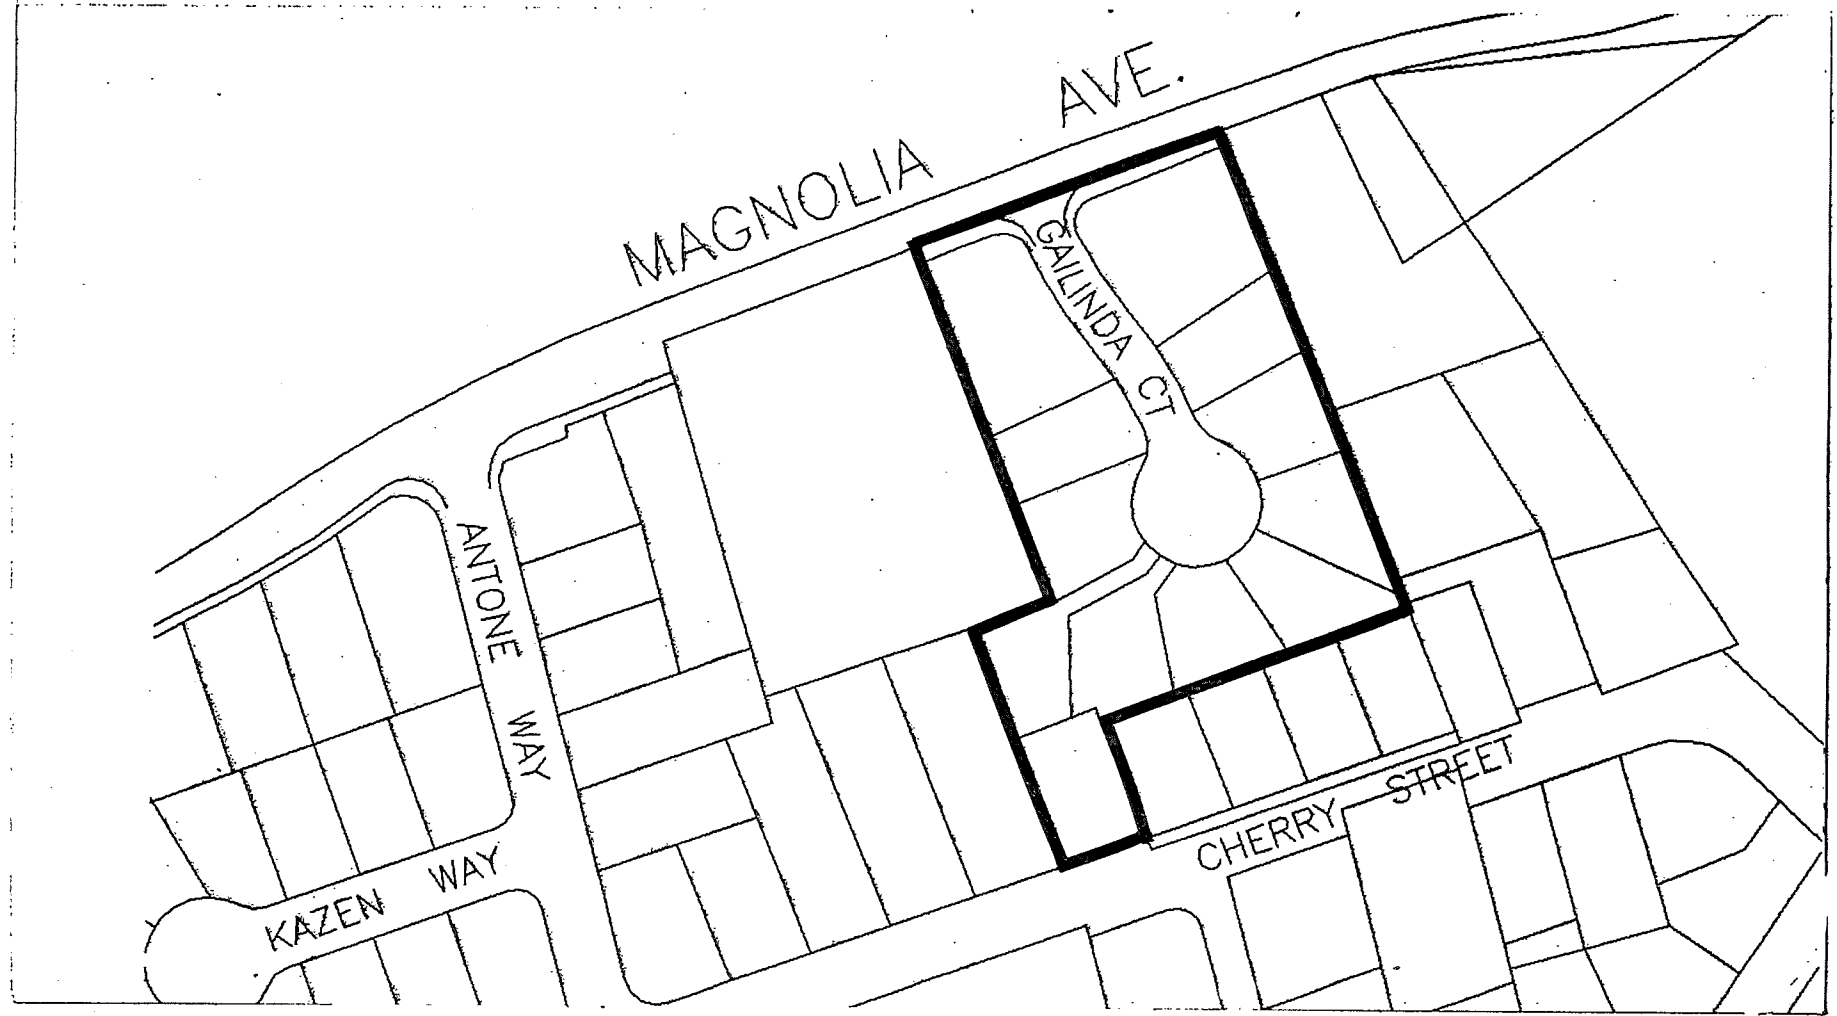 MAGNOLIA AVE.
GAILINDA CT
ANTONE WAY
KAZEN WAY
CHERRY STREET